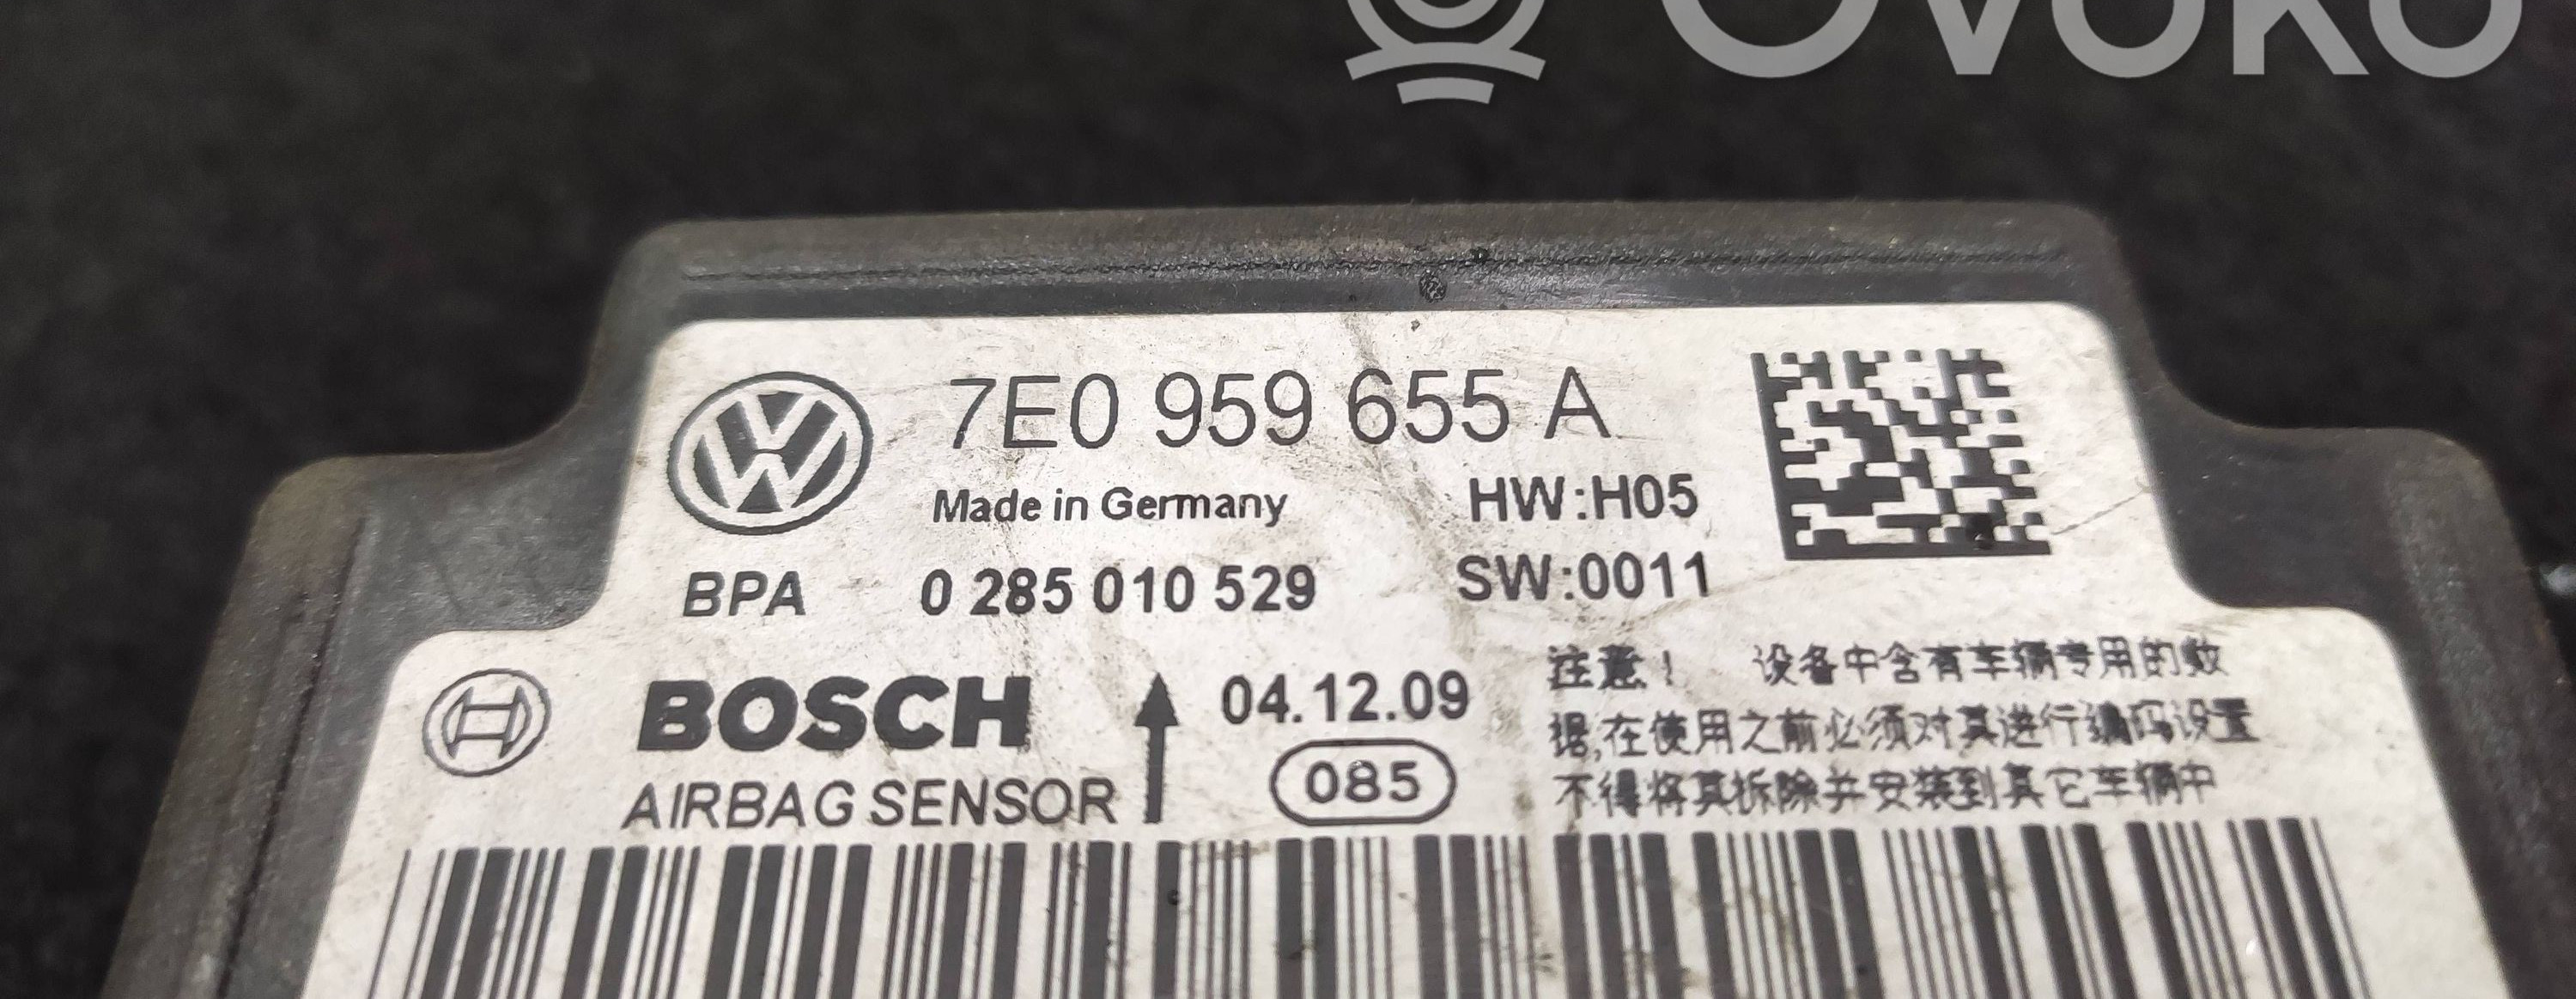 OVOKO
7E0 959 655 A
Made in Germany
HW:H05
BPA
0 285 010 529
SW:0011
BOSCH
04.12.09
AIRBAG SENSOR
085
注意！ 设备中含有车辆专用的数
据,在使用之前必须对其进行编码设置
不得将其拆除并安装到其它车辆中